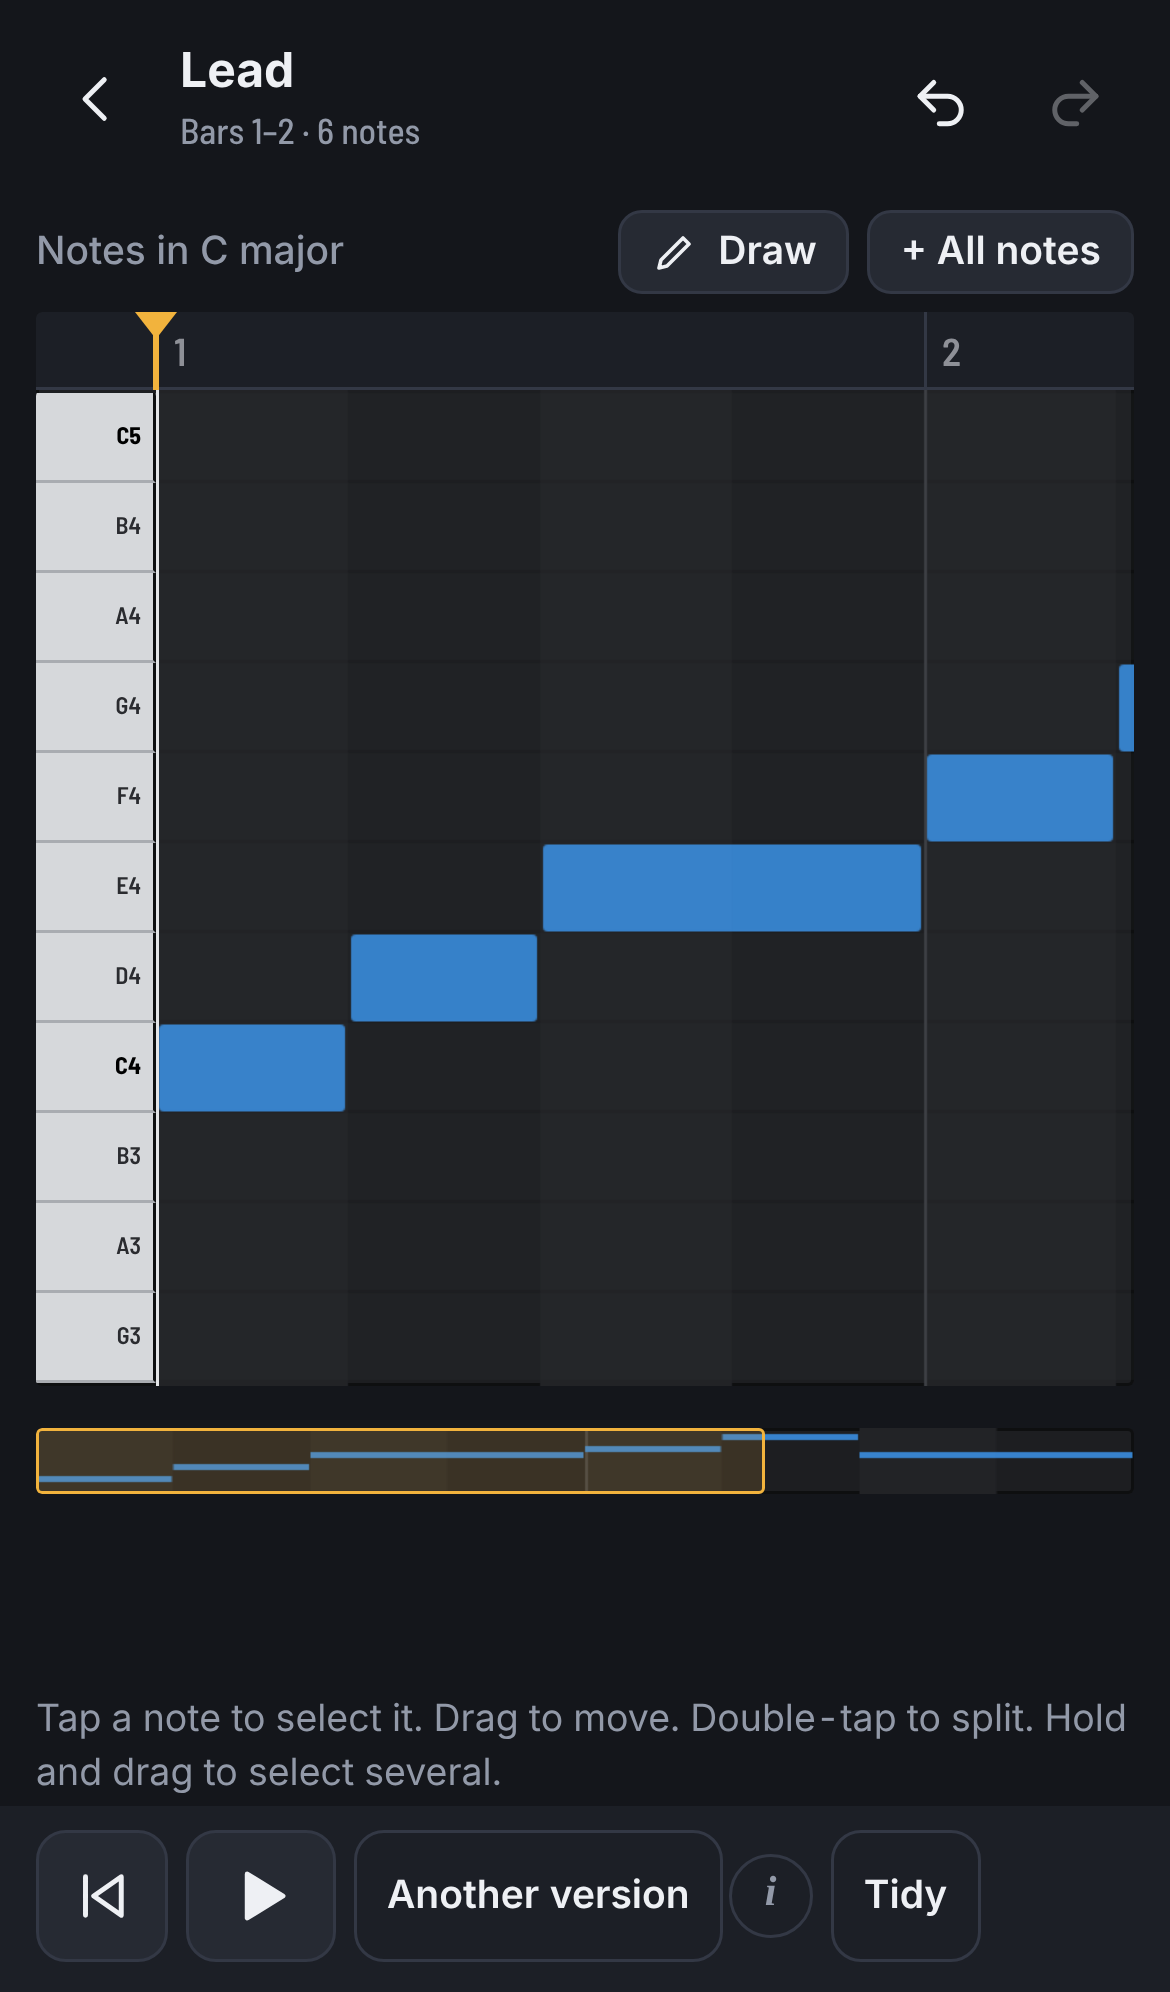 Lead
Bars 1–2 · 6 notes
Notes in C major
Draw
+ All notes
1
2
C5
B4
A4
G4
F4
E4
D4
C4
B3
A3
G3
Tap a note to select it. Drag to move. Double-tap to split. Hold
and drag to select several.
Another version
i
Tidy